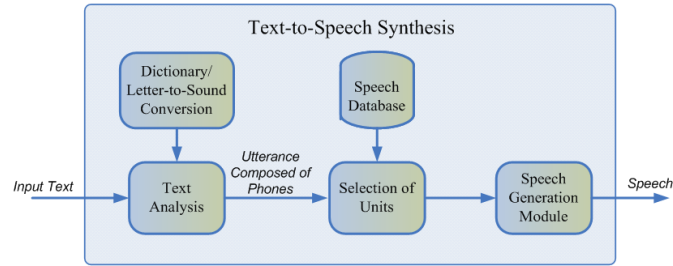 Text-to-Speech Synthesis
Dictionary/
Letter-to-Sound
Conversion
Speech
Database
Input Text
Text
Analysis
Utterance
Composed of
Phones
Selection of
Units
Speech
Generation
Module
Speech